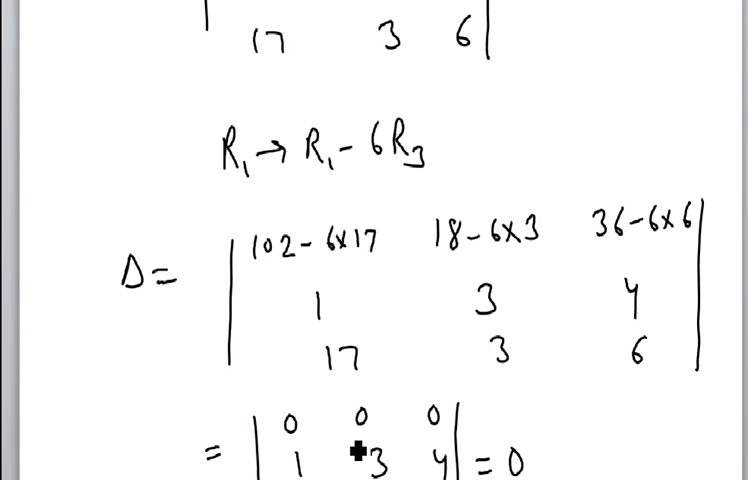 | 17 3 6 |
R₁ → R₁ - 6R₃
Δ = | 102 - 6×17 18 - 6×3 36 - 6×6 |
| 1 3 4 |
| 17 3 6 |
= | 0 0 0 |
| 1 3 4 | = 0